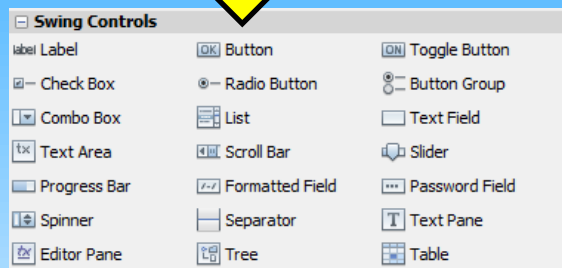 Swing Controls
label Label OK Button ON Toggle Button
Check Box Radio Button Button Group
Combo Box List Text Field
tx Text Area Scroll Bar Slider
Progress Bar Formatted Field Password Field
Spinner Separator T Text Pane
tx Editor Pane Tree Table